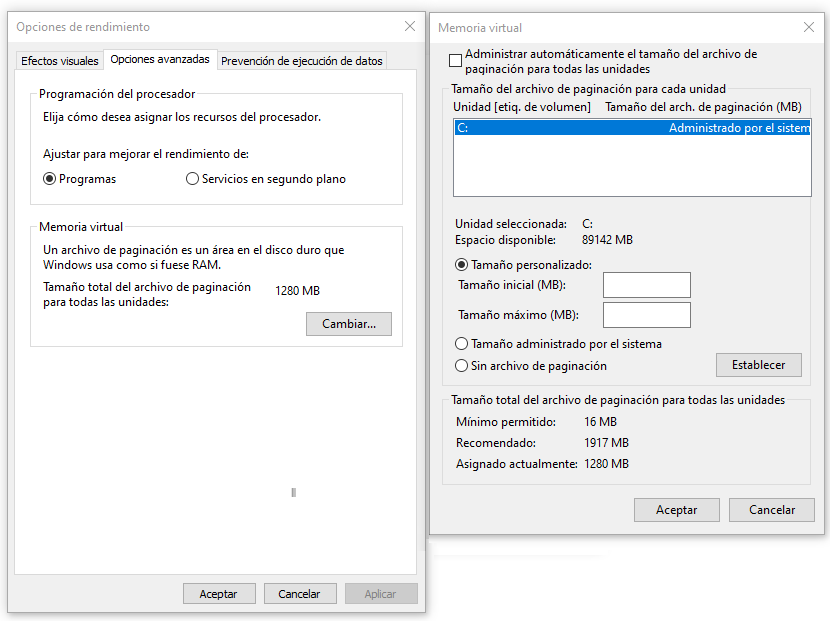 Opciones de rendimiento
Efectos visuales
Opciones avanzadas
Prevención de ejecución de datos
Programación del procesador
Elija cómo desea asignar los recursos del procesador.
Ajustar para mejorar el rendimiento de:
Programas
Servicios en segundo plano
Memoria virtual
Un archivo de paginación es un área en el disco duro que
Windows usa como si fuese RAM.
Tamaño total del archivo de paginación
para todas las unidades:
1280 MB
Cambiar...
Aceptar
Cancelar
Aplicar
Memoria virtual
Administrar automáticamente el tamaño del archivo de
paginación para todas las unidades
Tamaño del archivo de paginación para cada unidad
Unidad [etiq. de volumen]
Tamaño del arch. de paginación (MB)
C:
Administrado por el sistem
Unidad seleccionada:
C:
Espacio disponible:
89142 MB
Tamaño personalizado:
Tamaño inicial (MB):
Tamaño máximo (MB):
Tamaño administrado por el sistema
Sin archivo de paginación
Establecer
Tamaño total del archivo de paginación para todas las unidades
Mínimo permitido:
16 MB
Recomendado:
1917 MB
Asignado actualmente:
1280 MB
Aceptar
Cancelar